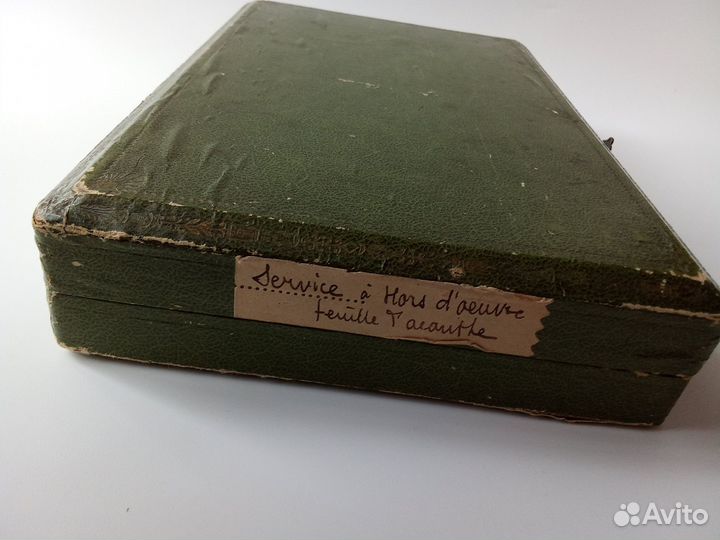 Service à Hors d'oeuvre
feuille d'acanthe
Avito